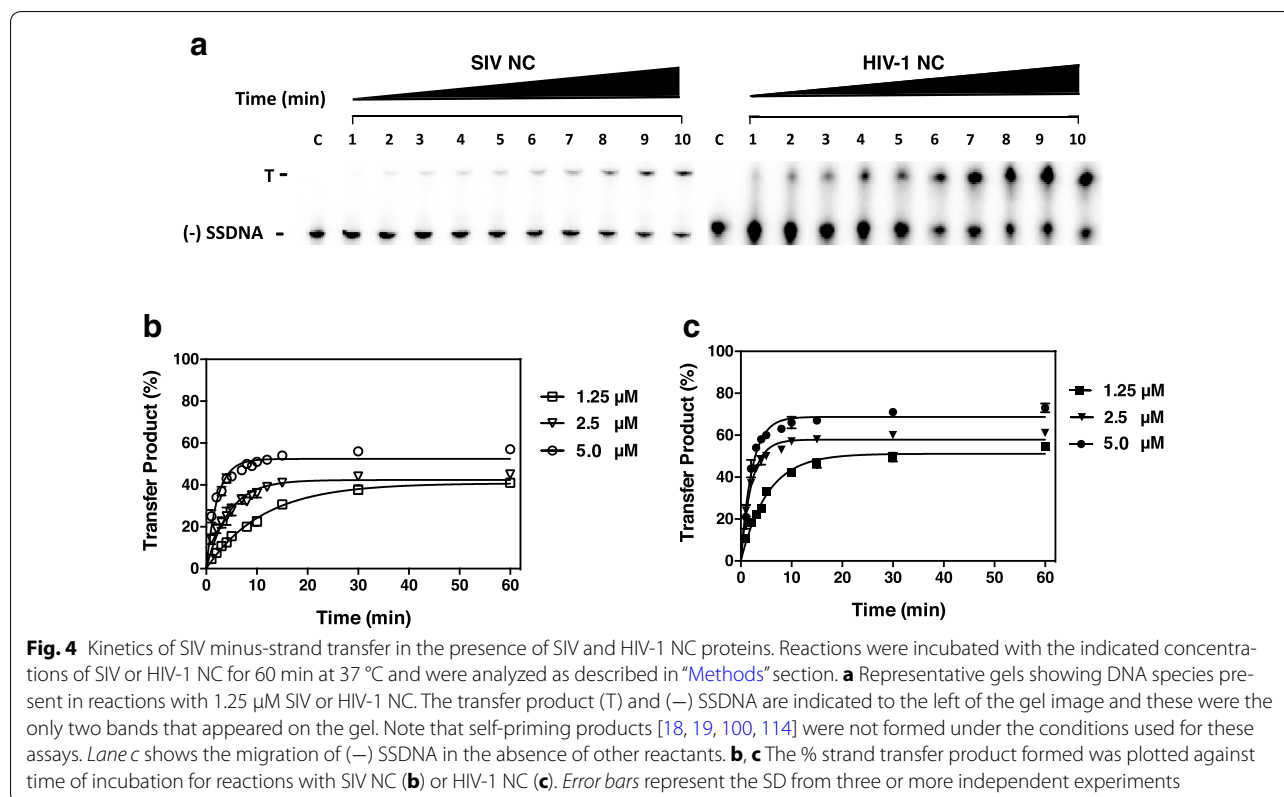 a
SIV NC
HIV-1 NC
Time (min)
C 1 2 3 4 5 6 7 8 9 10 C 1 2 3 4 5 6 7 8 9 10
T -
(-) SSDNA -
b
100
80
60
40
20
0
Transfer Product (%)
0 10 20 30 40 50 60
Time (min)
1.25 µM
2.5 µM
5.0 µM
c
100
80
60
40
20
0
Transfer Product (%)
0 10 20 30 40 50 60
Time (min)
1.25 µM
2.5 µM
5.0 µM
Fig. 4 Kinetics of SIV minus-strand transfer in the presence of SIV and HIV-1 NC proteins. Reactions were incubated with the indicated concentra-
tions of SIV or HIV-1 NC for 60 min at 37 °C and were analyzed as described in “Methods” section. a Representative gels showing DNA species pre-
sent in reactions with 1.25 µM SIV or HIV-1 NC. The transfer product (T) and (−) SSDNA are indicated to the left of the gel image and these were the
only two bands that appeared on the gel. Note that self-priming products [18, 19, 100, 114] were not formed under the conditions used for these
assays. Lane c shows the migration of (−) SSDNA in the absence of other reactants. b, c The % strand transfer product formed was plotted against
time of incubation for reactions with SIV NC (b) or HIV-1 NC (c). Error bars represent the SD from three or more independent experiments